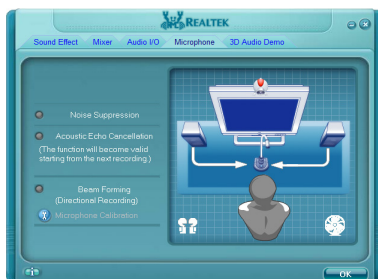 REALTEK
Sound Effect Mixer Audio I/O Microphone 3D Audio Demo
Noise Suppression
Acoustic Echo Cancellation
(The function will become valid
starting from the next recording.)
Beam Forming
(Directional Recording)
Microphone Calibration
i
OK